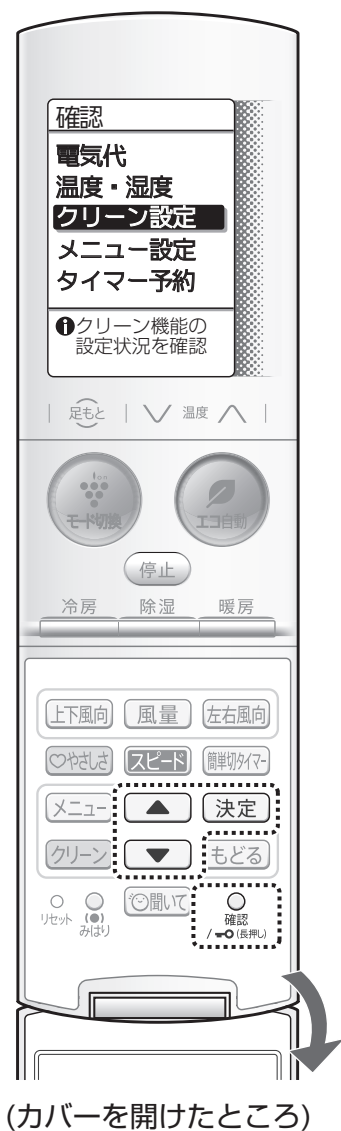 確認
電気代
温度・湿度
クリーン設定
メニュー設定
タイマー予約
❶クリーン機能の
設定状況を確認
足もと 温度
ion
モード切換 エコ自動
停止
冷房 除湿 暖房
上下風向 風量 左右風向
♡やさしさ スピード 簡単切タイマー
メニュー ▲ 決定
クリーン ▼ もどる
リセット みはり 聞いて 確認
/ (長押し)
(カバーを開けたところ)